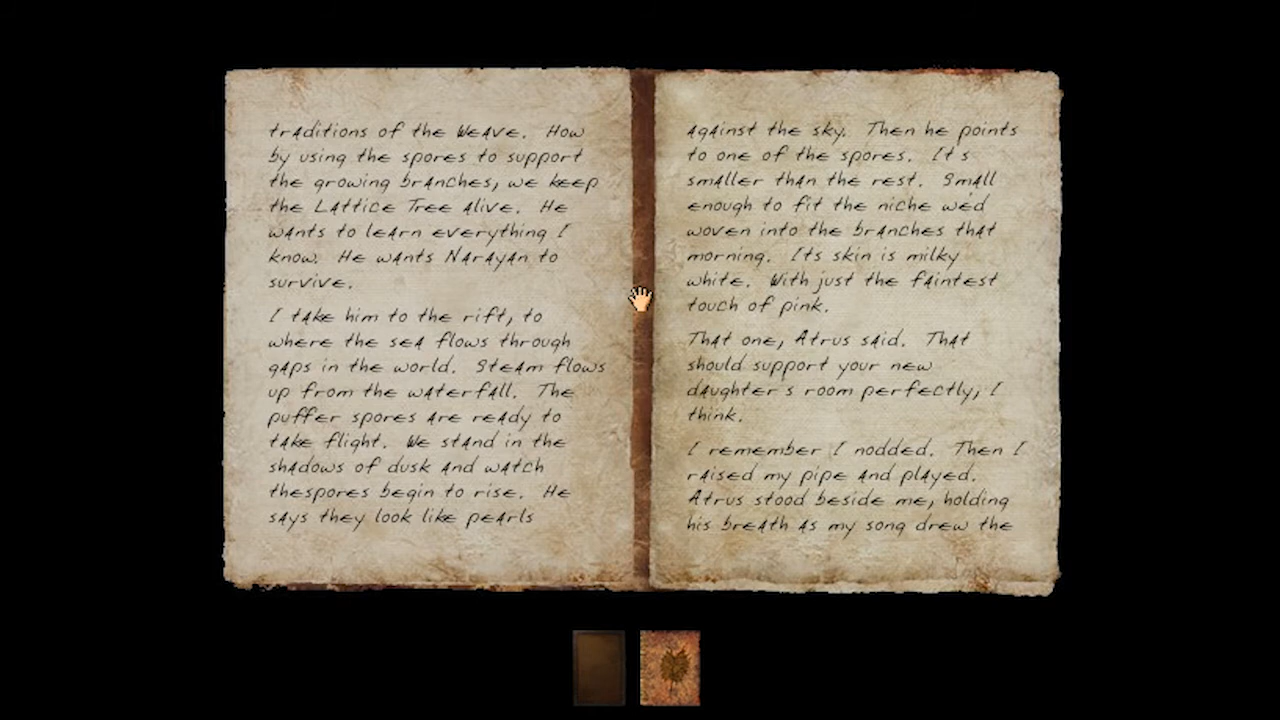 traditions of the Weave. How
by using the spores to support
the growing branches, we keep
the Lattice Tree alive. He
wants to learn everything I
know. He wants Narayan to
survive.
I take him to the rift, to
where the sea flows through
gaps in the world. Steam flows
up from the waterfall. The
puffer spores are ready to
take flight. We stand in the
shadows of dusk and watch
thespores begin to rise. He
says they look like pearls
against the sky. Then he points
to one of the spores. It s
smaller than the rest. Small
enough to fit the niche wed
woven into the branches that
morning. Its skin is milky
white. With just the faintest
touch of pink.
That one, Atrus said. That
should support your new
daughter s room perfectly, I
think.
I remember I nodded. Then I
raised my pipe and played.
Atrus stood beside me, holding
his breath as my song drew the